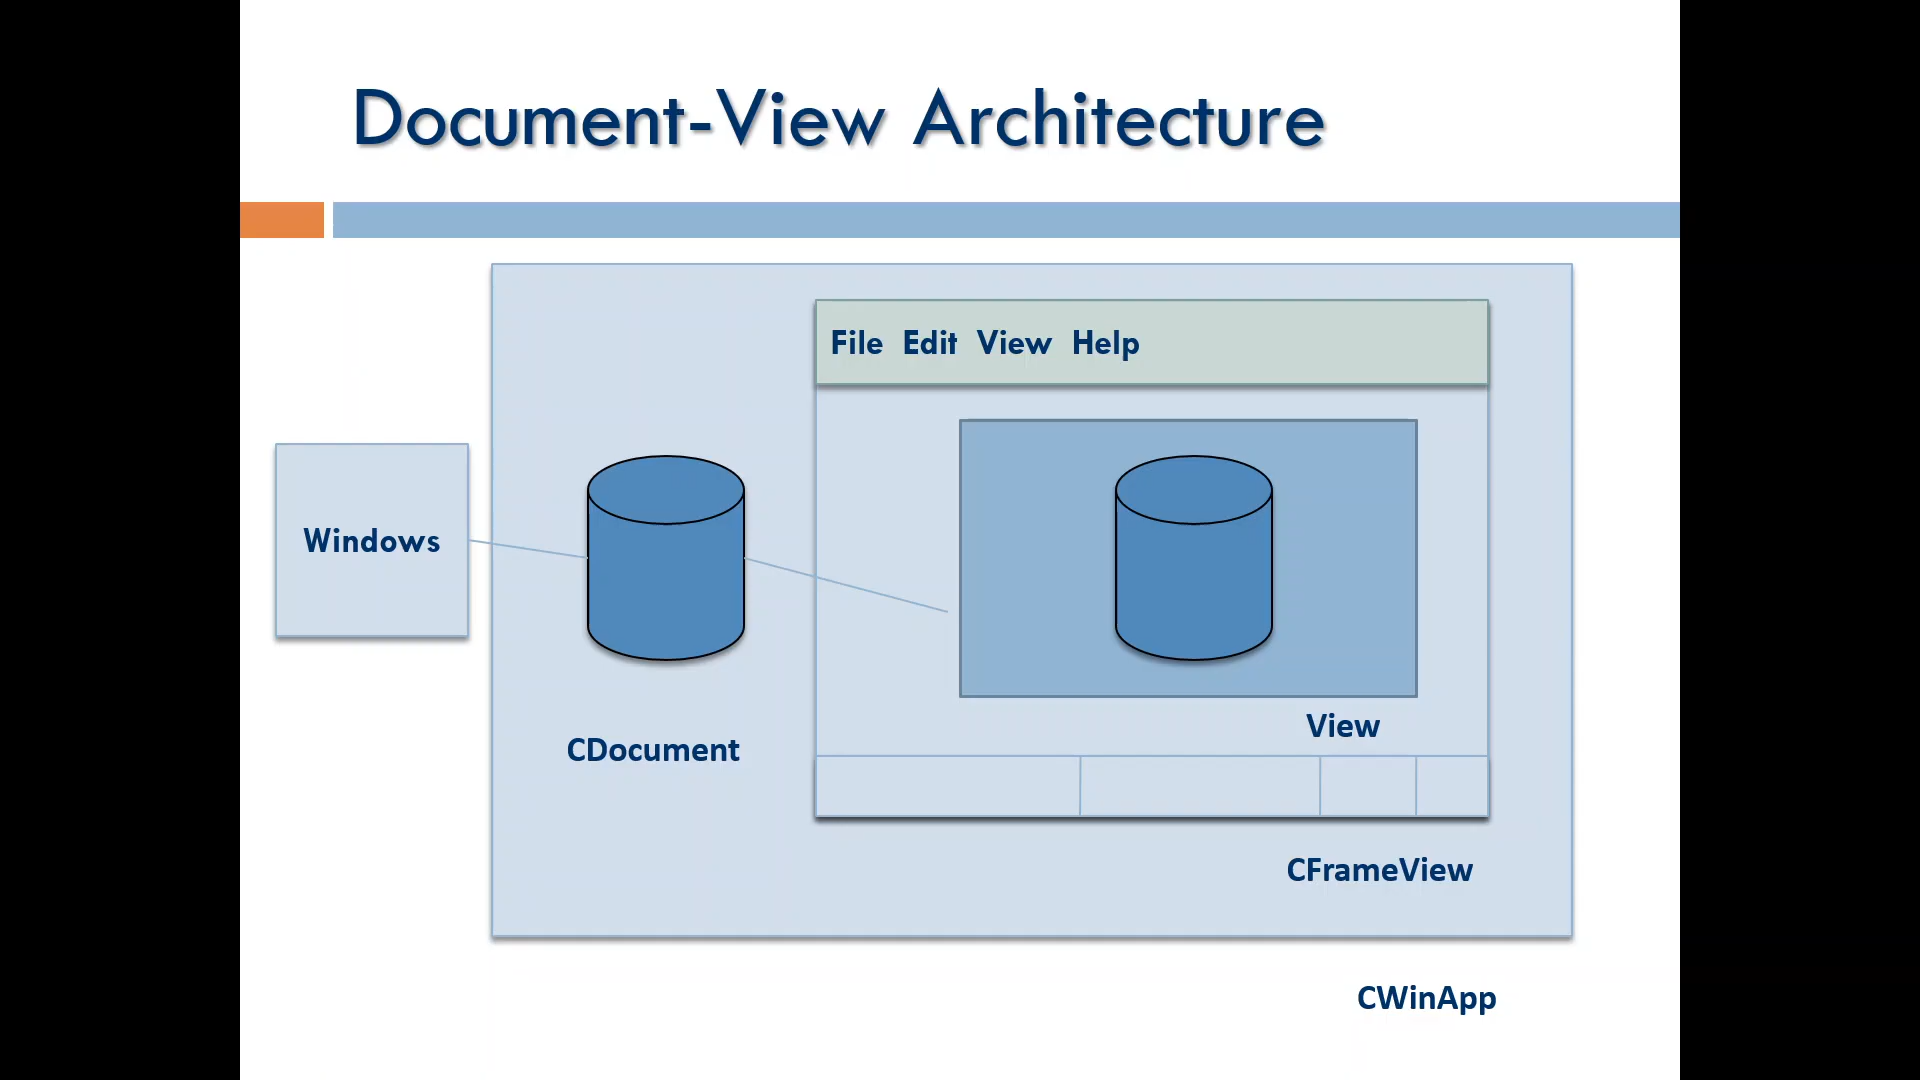 Document-View Architecture
File Edit View Help
Windows
View
CDocument
CFrameView
CWinApp